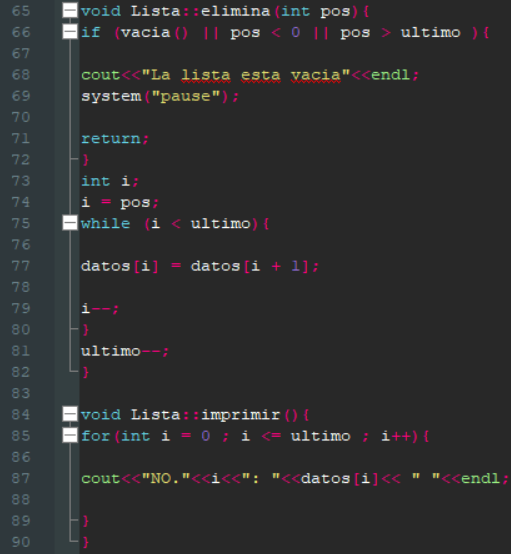 65 void Lista::elimina(int pos){
66 if (vacia() || pos < 0 || pos > ultimo ){
67
68 cout<<"La lista esta vacia"<<endl;
69 system("pause");
70
71 return;
72 }
73 int i;
74 i = pos;
75 while (i < ultimo){
76
77 datos[i] = datos[i + 1];
78
79 i--;
80 }
81 ultimo--;
82 }
83
84 void Lista::imprimir(){
85 for(int i = 0 ; i <= ultimo ; i++){
86
87 cout<<"NO."<<i<<": "<<datos[i]<< " "<<endl;
88
89 }
90 }